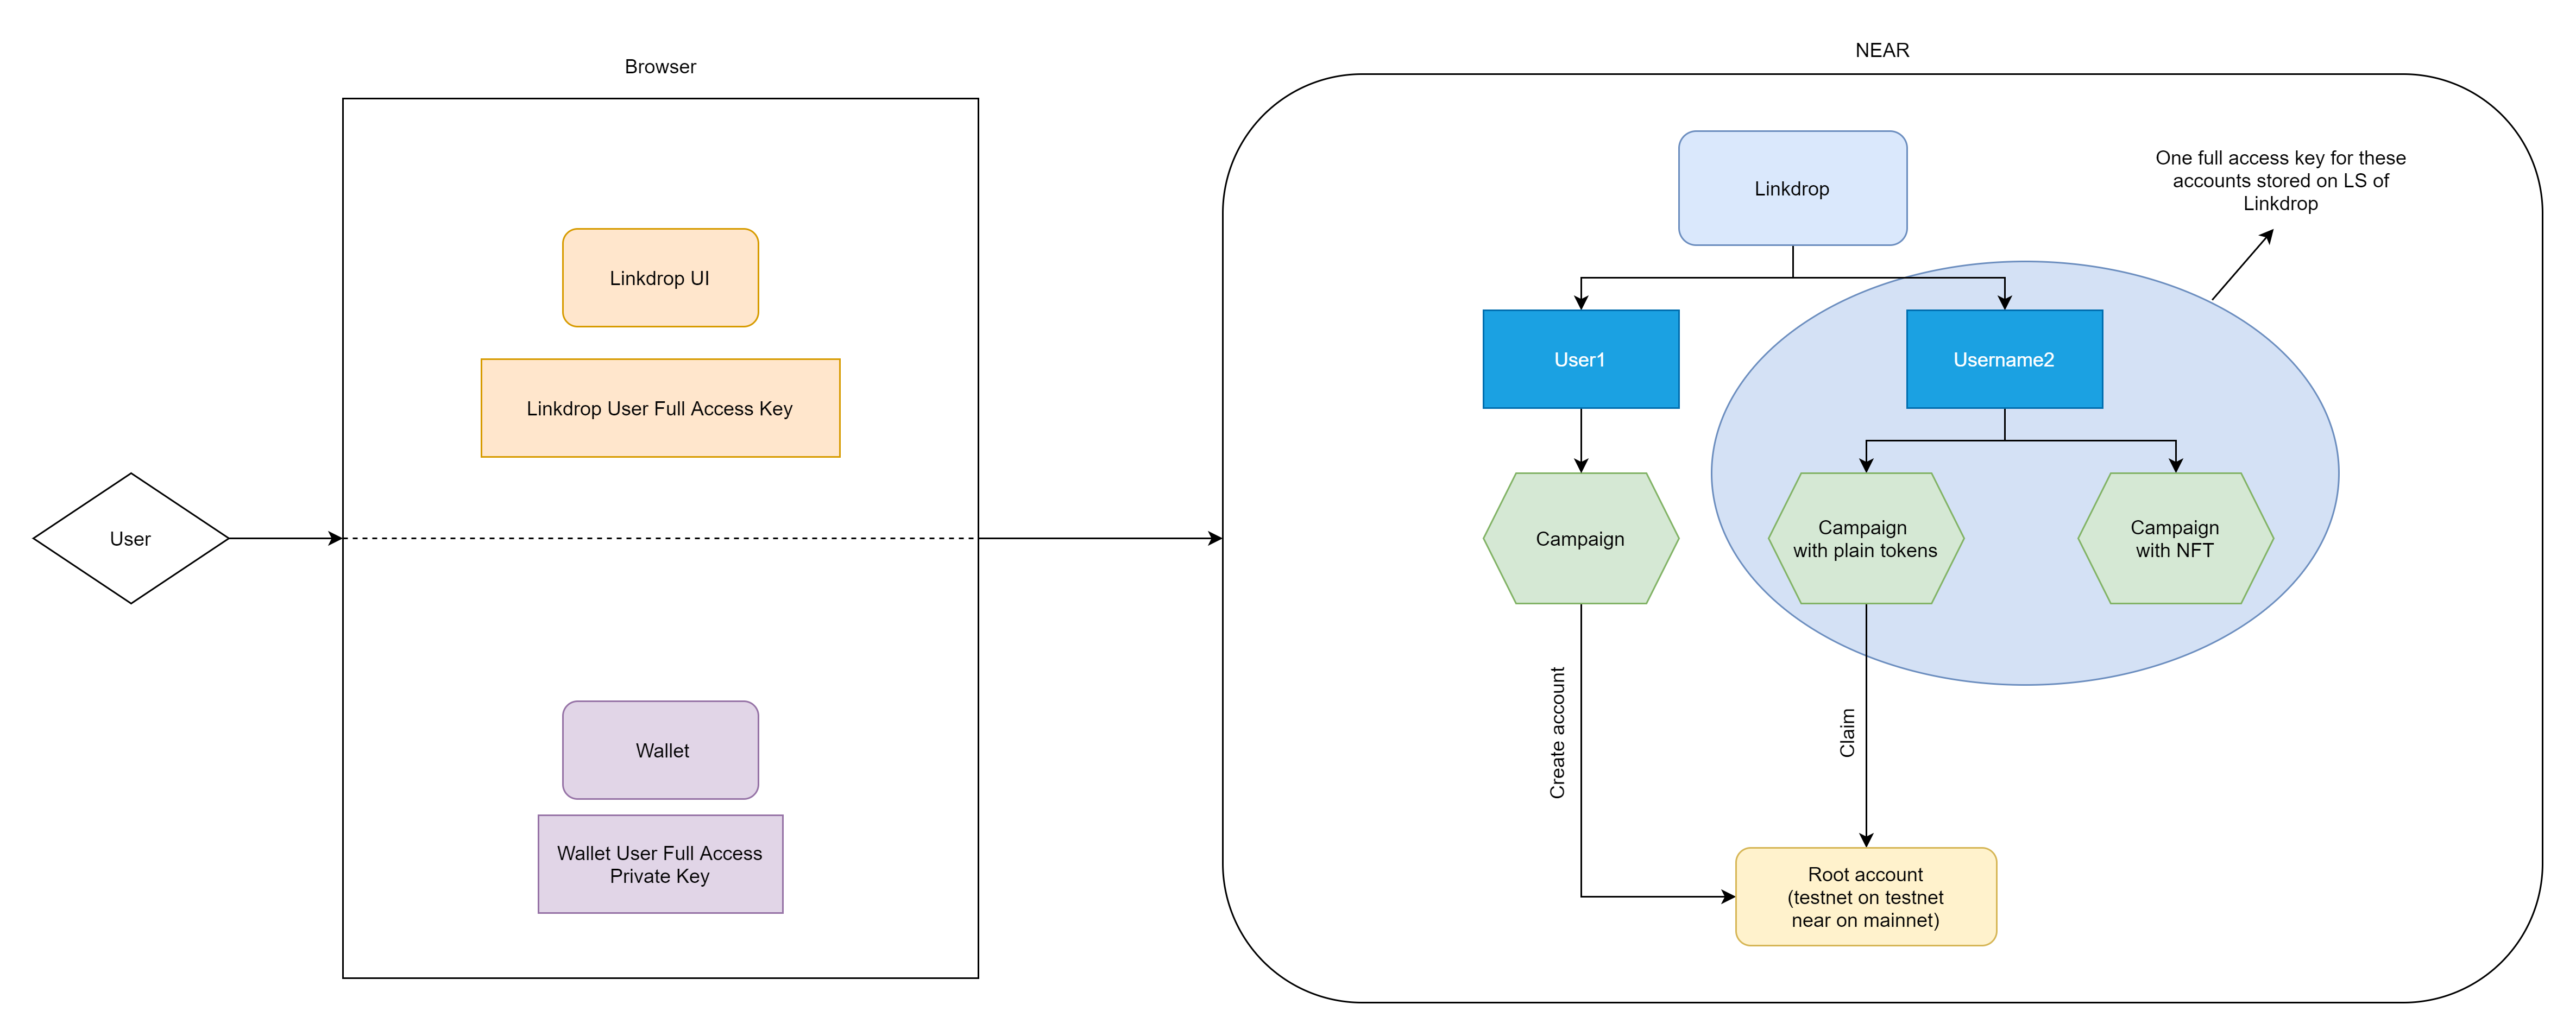 Browser
NEAR
Linkdrop
One full access key for these
accounts stored on LS of
Linkdrop
Linkdrop UI
User1
Username2
Linkdrop User Full Access Key
User
Campaign
Campaign
with plain tokens
Campaign
with NFT
Create account
Claim
Wallet
Wallet User Full Access
Private Key
Root account
(testnet on testnet
near on mainnet)